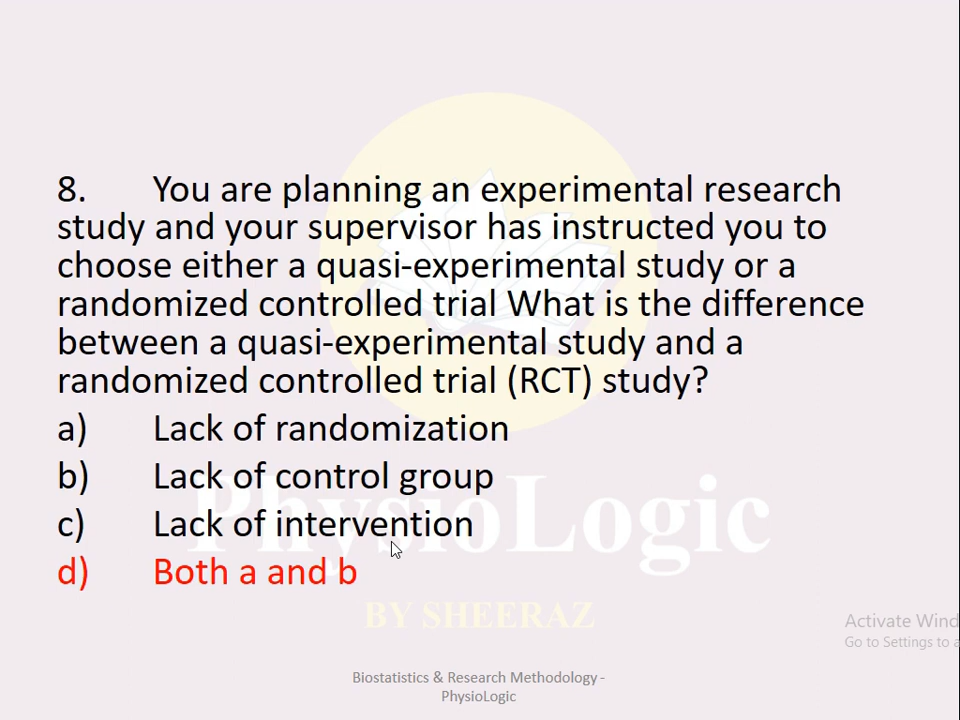 8. You are planning an experimental research
study and your supervisor has instructed you to
choose either a quasi-experimental study or a
randomized controlled trial What is the difference
between a quasi-experimental study and a
randomized controlled trial (RCT) study?
a) Lack of randomization
b) Lack of control group
c) Lack of intervention
d) Both a and b
PhysioLogic
BY SHEERAZ
Activate Wind
Go to Settings to a
Biostatistics & Research Methodology -
PhysioLogic